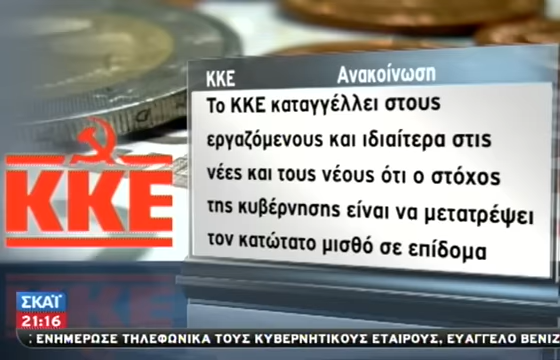 ΚΚΕ
ΚΚΕ Ανακοίνωση
Το ΚΚΕ καταγγέλλει στους
εργαζόμενους και ιδιαίτερα στις
νέες και τους νέους ότι ο στόχος
της κυβέρνησης είναι να μετατρέψει
τον κατώτατο μισθό σε επίδομα
ΣΚΑΪ
21:16
; ΕΝΗΜΕΡΩΣΕ ΤΗΛΕΦΩΝΙΚΑ ΤΟΥΣ ΚΥΒΕΡΝΗΤΙΚΟΥΣ ΕΤΑΙΡΟΥΣ, ΕΥΑΓΓΕΛΟ ΒΕΝΙΖ